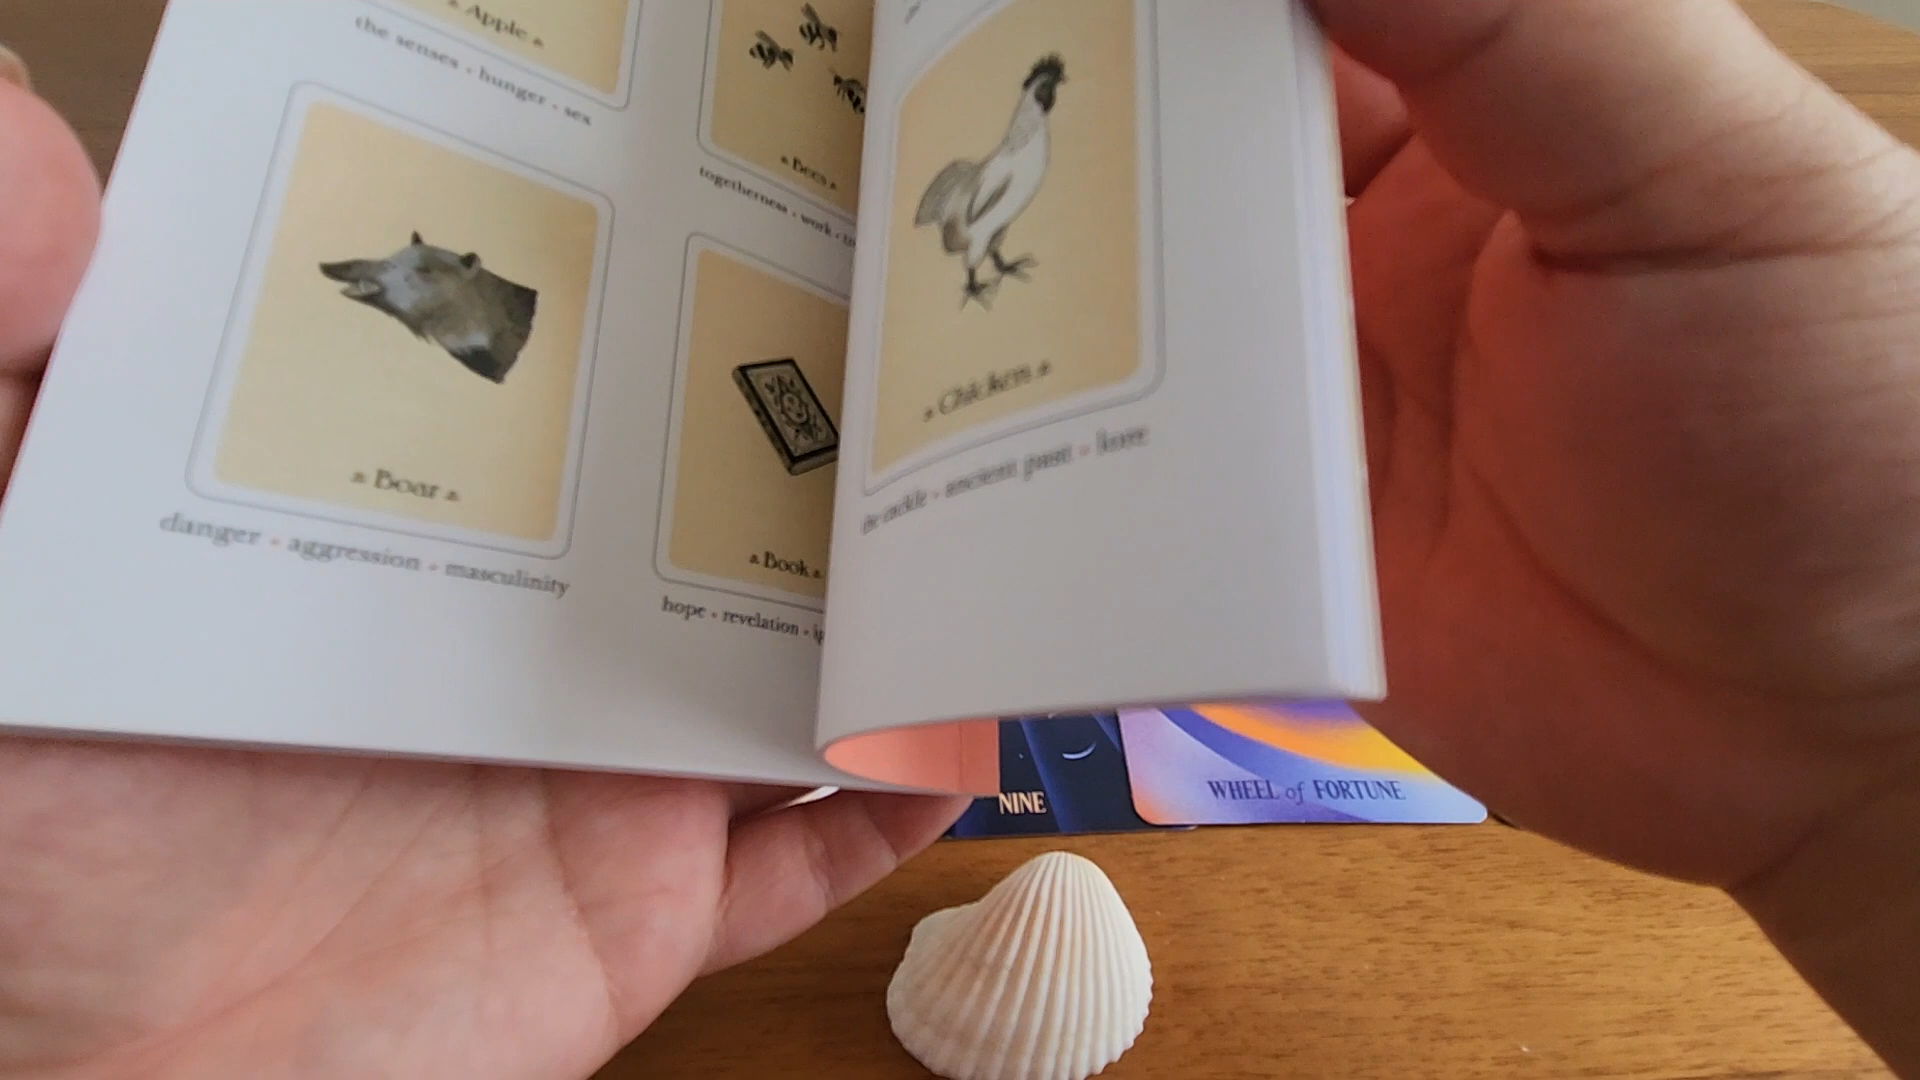 Apple
the senses • hunger • sex
Bees
togetherness • work •
Boar
danger • aggression • masculinity
Book
hope • revelation •
Chicken
ancient past •
NINE
WHEEL of FORTUNE